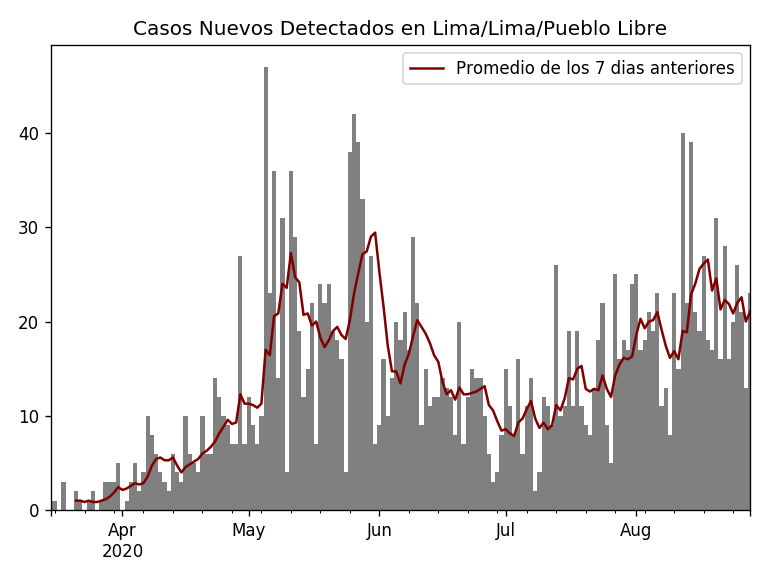 Casos Nuevos Detectados en Lima/Lima/Pueblo Libre
Promedio de los 7 dias anteriores
40
30
20
10
0
Apr May Jun Jul Aug
2020